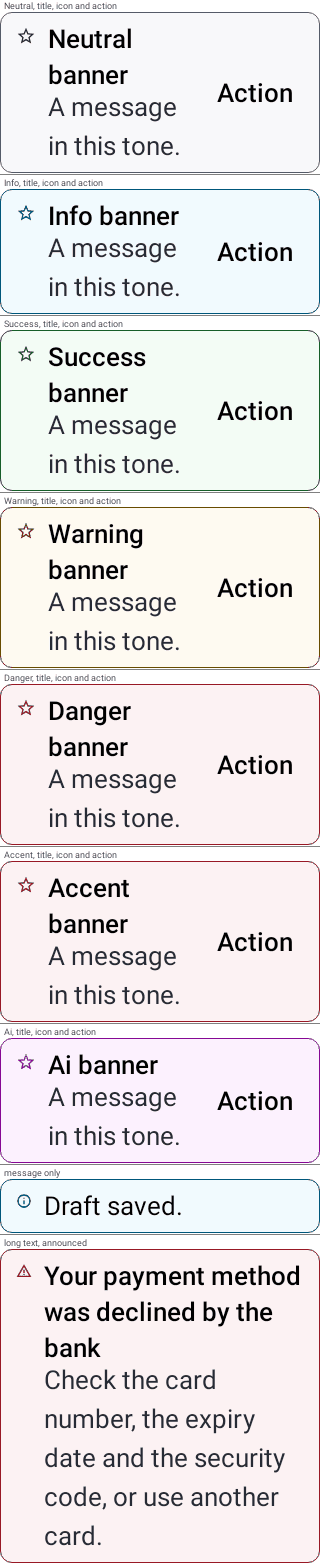 Neutral, title, icon and action
Neutral
banner
A message
in this tone.
Action
Info, title, icon and action
Info banner
A message
in this tone.
Action
Success, title, icon and action
Success
banner
A message
in this tone.
Action
Warning, title, icon and action
Warning
banner
A message
in this tone.
Action
Danger, title, icon and action
Danger
banner
A message
in this tone.
Action
Accent, title, icon and action
Accent
banner
A message
in this tone.
Action
Ai, title, icon and action
Ai banner
A message
in this tone.
Action
message only
Draft saved.
long text, announced
Your payment method
was declined by the
bank
Check the card
number, the expiry
date and the security
code, or use another
card.